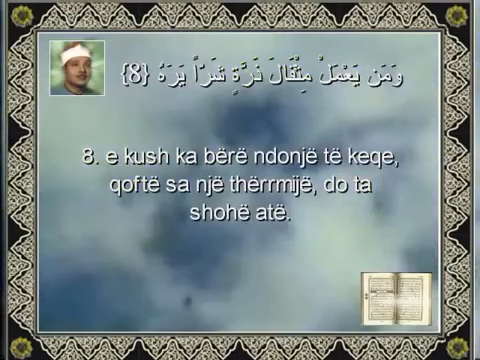 وَمَن يَعْمَلْ مِثْقَالَ ذَرَّةٍ شَرّاً يَرَهُ {8}
8. e kush ka bërë ndonjë të keqe,
qoftë sa një thërrmijë, do ta
shohë atë.